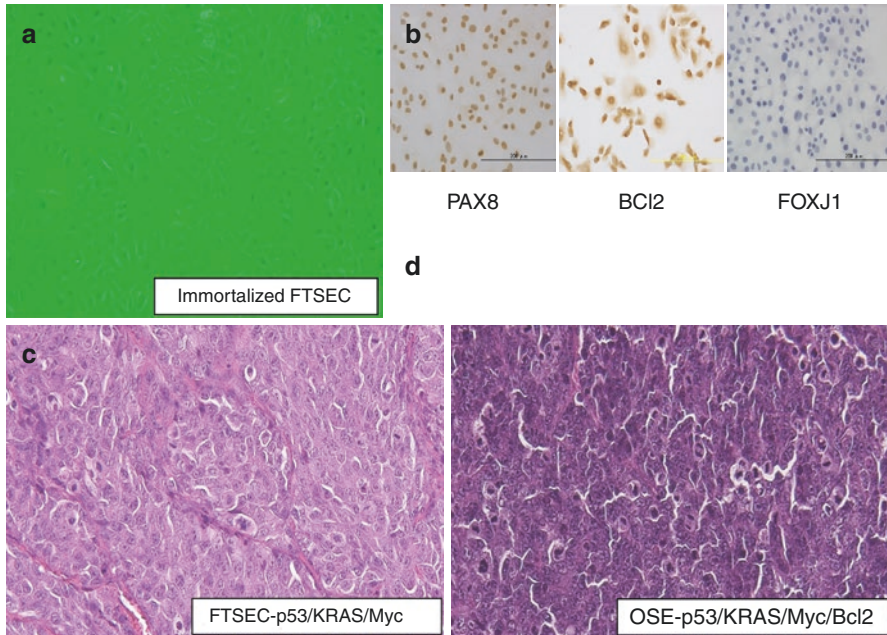 a
b
PAX8
BCl2
FOXJ1
Immortalized FTSEC
d
c
FTSEC-p53/KRAS/Myc
OSE-p53/KRAS/Myc/Bcl2